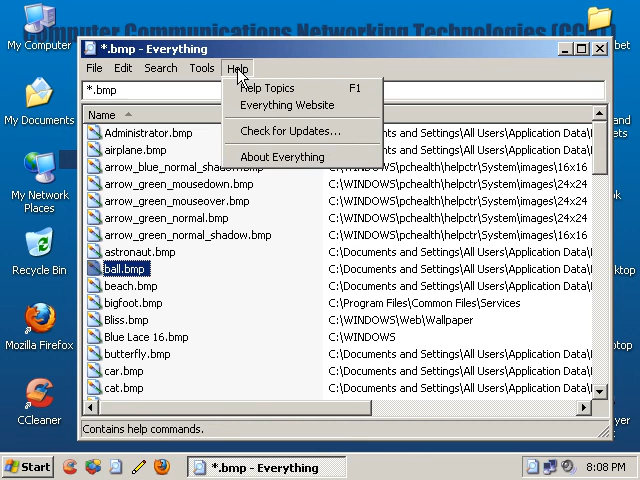 Computer Communications Networking Technologies (CCNT)
My Computer
*.bmp - Everything
File Edit Search Tools Help
*.bmp
Help Topics F1
Everything Website
Check for Updates...
About Everything
Name
Administrator.bmp C:\Documents and Settings\All Users\Application Data\
airplane.bmp C:\Documents and Settings\All Users\Application Data\
arrow_blue_normal_shadow.bmp C:\WINDOWS\pchealth\helpctr\System\images\16x16
arrow_green_mousedown.bmp C:\WINDOWS\pchealth\helpctr\System\images\24x24
arrow_green_mouseover.bmp C:\WINDOWS\pchealth\helpctr\System\images\24x24
arrow_green_normal.bmp C:\WINDOWS\pchealth\helpctr\System\images\24x24
arrow_green_normal_shadow.bmp C:\WINDOWS\pchealth\helpctr\System\images\16x16
astronaut.bmp C:\Documents and Settings\All Users\Application Data\
ball.bmp C:\Documents and Settings\All Users\Application Data\
beach.bmp C:\Documents and Settings\All Users\Application Data\
bigfoot.bmp C:\Program Files\Common Files\Services
Bliss.bmp C:\WINDOWS\Web\Wallpaper
Blue Lace 16.bmp C:\WINDOWS
butterfly.bmp C:\Documents and Settings\All Users\Application Data\
car.bmp C:\Documents and Settings\All Users\Application Data\
cat.bmp C:\Documents and Settings\All Users\Application Data\
Contains help commands.
My Documents
My Network
Places
Recycle Bin
Mozilla Firefox
CCleaner
Start
*.bmp - Everything
8:08 PM